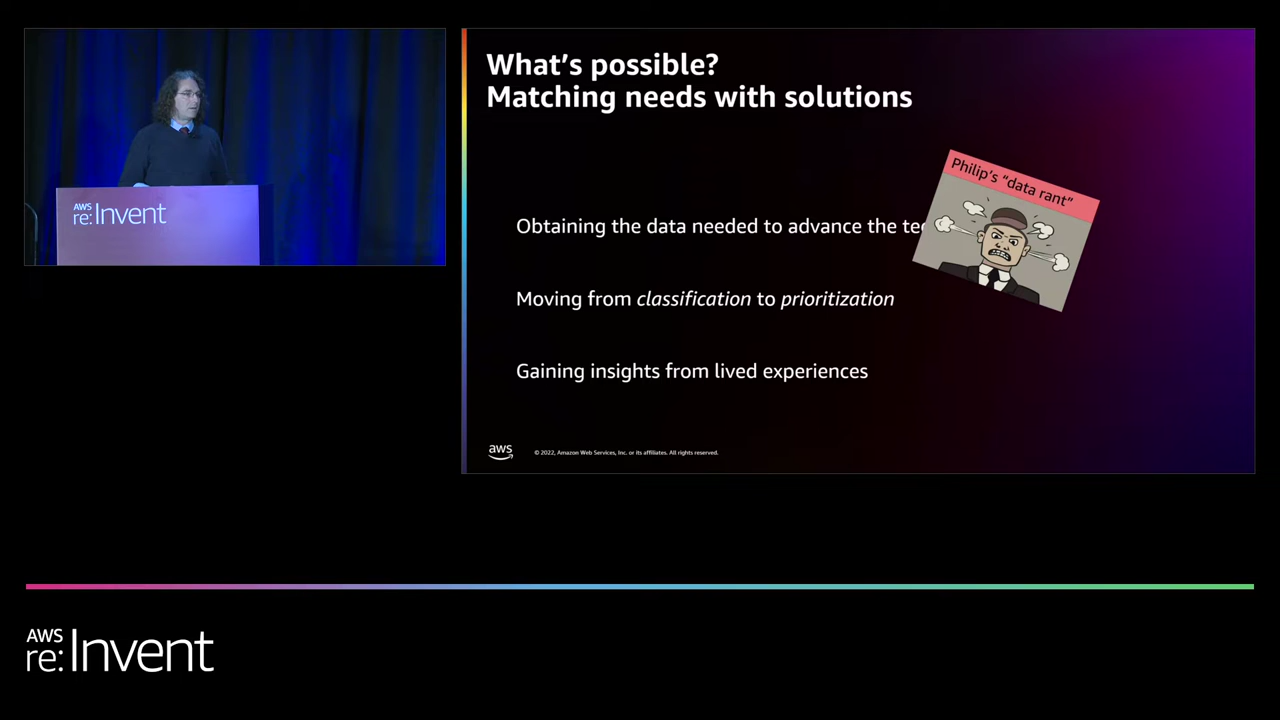 AWS
re:Invent
What's possible?
Matching needs with solutions
Philip's "data rant"
Obtaining the data needed to advance the
Moving from classification to prioritization
Gaining insights from lived experiences
aws
© 2022, Amazon Web Services, Inc. or its affiliates. All rights reserved.
AWS
re:Invent